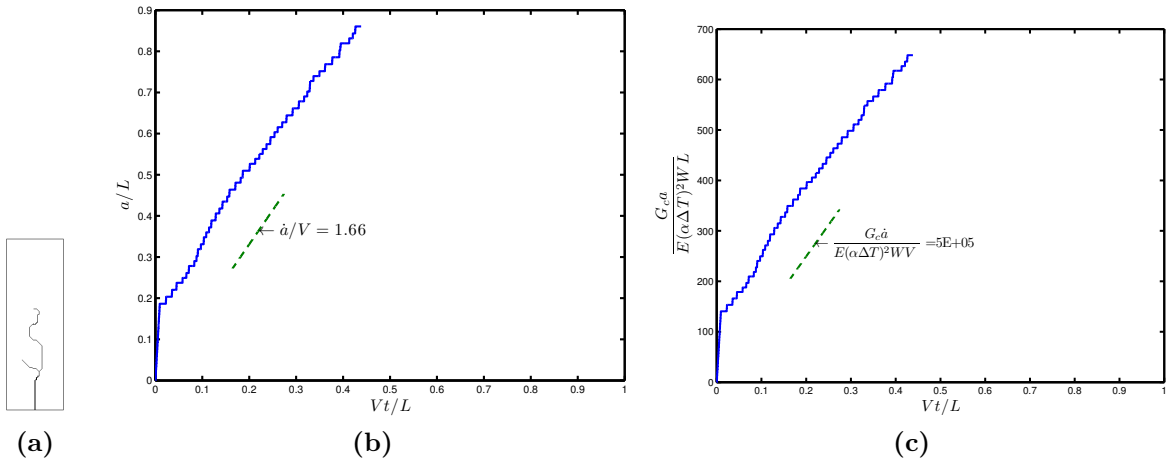 0.9
0.8
0.7
0.6
0.5
0.4
0.3
0.2
0.1
0
a/L
← ȧ/V = 1.66
0 0.1 0.2 0.3 0.4 0.5 0.6 0.7 0.8 0.9 1
Vt/L
700
600
500
400
300
200
100
0
G_c a / E(αΔT)²WL
← G_c ȧ / E(αΔT)²WV =5E+05
0 0.1 0.2 0.3 0.4 0.5 0.6 0.7 0.8 0.9 1
Vt/L
(a) (b) (c)